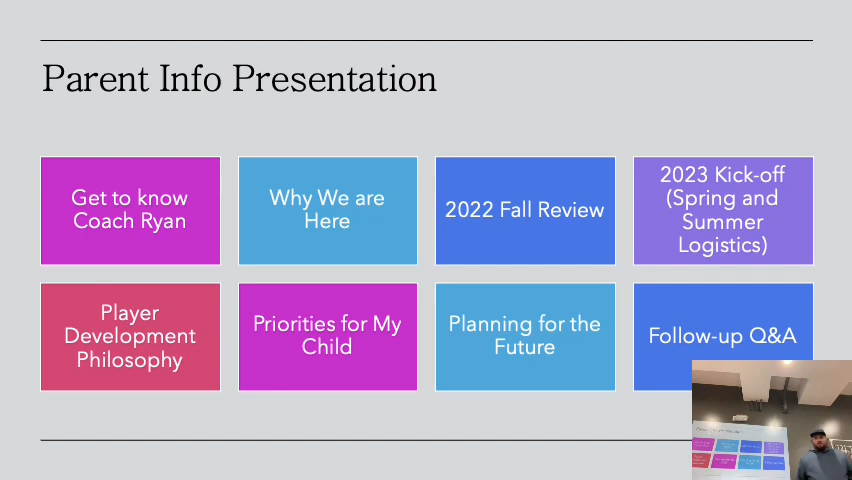 Parent Info Presentation
Get to know
Coach Ryan
Why We are
Here
2022 Fall Review
2023 Kick-off
(Spring and
Summer
Logistics)
Player
Development
Philosophy
Priorities for My
Child
Planning for the
Future
Follow-up Q&A